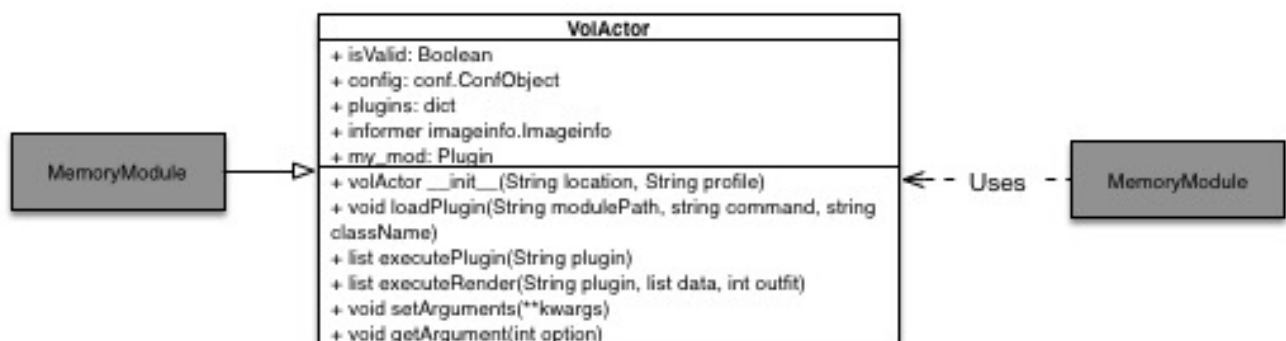 VolActor
+ isValid: Boolean
+ config: conf.ConfObject
+ plugins: dict
+ informer imageinfo.Imageinfo
+ my_mod: Plugin
MemoryModule
+ volActor __init__(String location, String profile)
+ void loadPlugin(String modulePath, string command, string
className)
+ list executePlugin(String plugin)
+ list executeRender(String plugin, list data, int outfit)
+ void setArguments(**kwargs)
+ void getArgument(int option)
Uses
MemoryModule